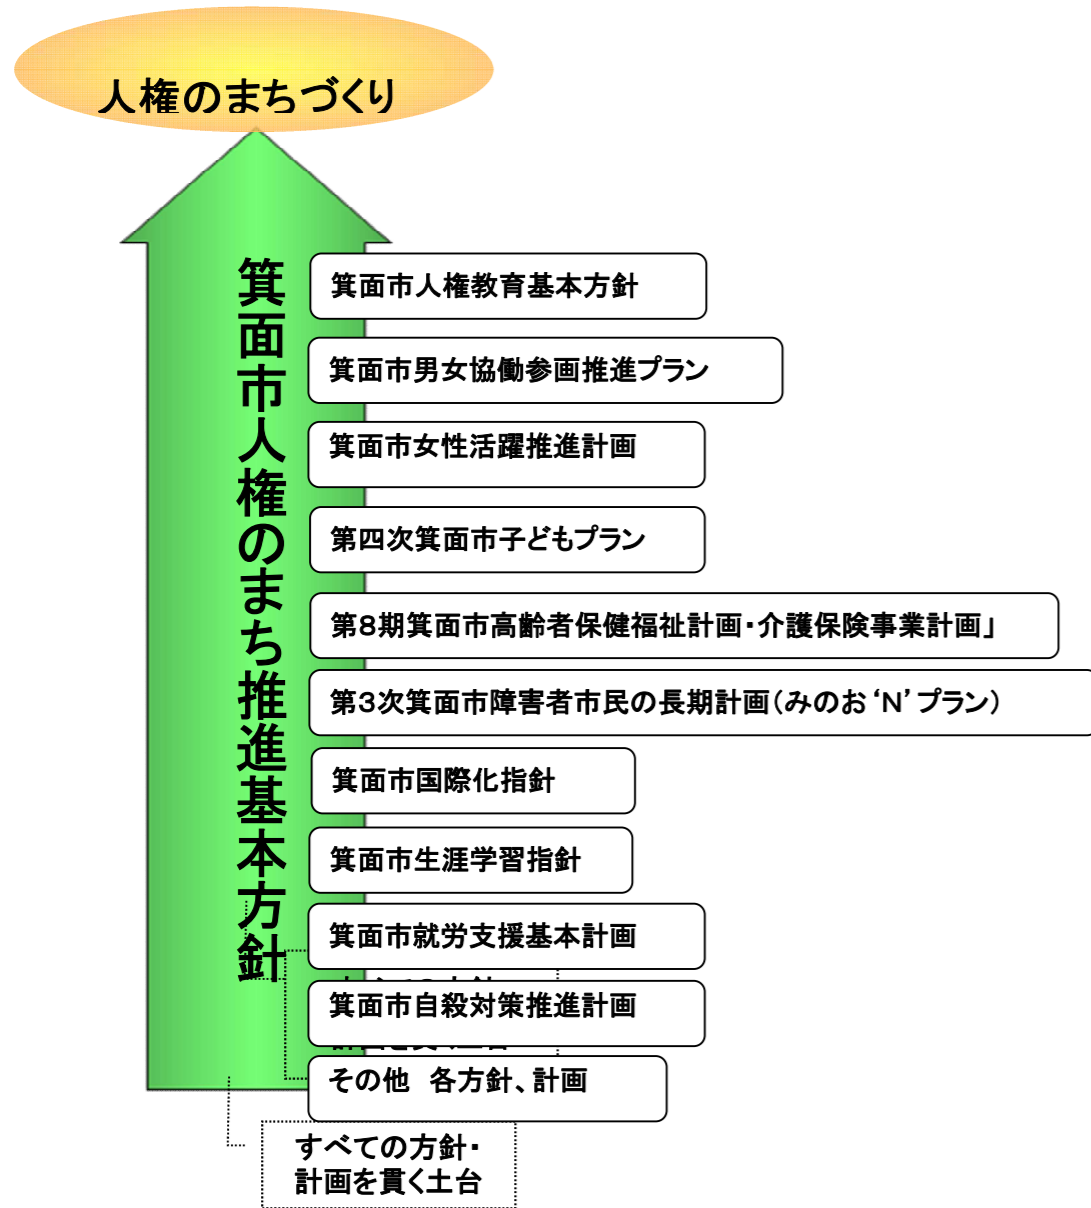 人権のまちづくり
箕面市人権のまち推進基本方針
箕面市人権教育基本方針
箕面市男女協働参画推進プラン
箕面市女性活躍推進計画
第四次箕面市子どもプラン
第8期箕面市高齢者保健福祉計画・介護保険事業計画」
第3次箕面市障害者市民の長期計画(みのお‘N’プラン)
箕面市国際化指針
箕面市生涯学習指針
箕面市就労支援基本計画
箕面市自殺対策推進計画
その他 各方針、計画
すべての方針・
計画を貫く土台